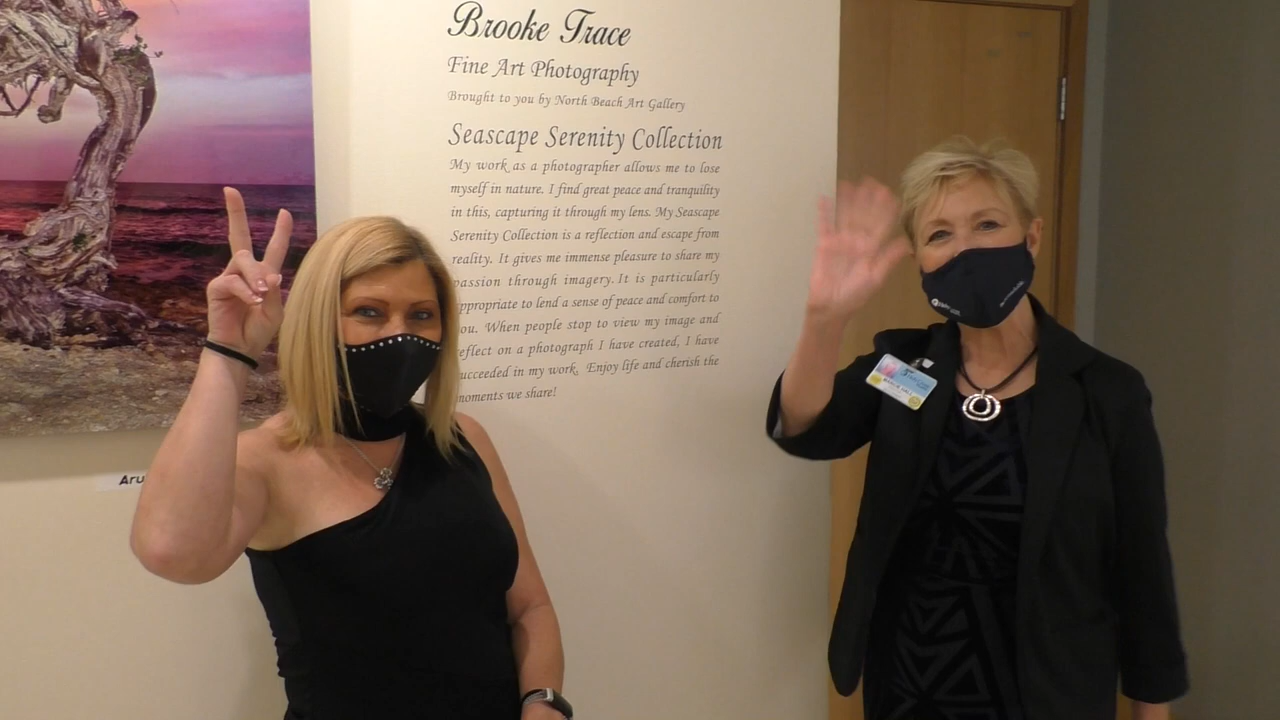 Brooke Trace
Fine Art Photography
Brought to you by North Beach Art Gallery
Seascape Serenity Collection
My work as a photographer allows me to lose
myself in nature. I find great peace and tranquility
in this, capturing it through my lens. My Seascape
Serenity Collection is a reflection and escape from
reality. It gives me immense pleasure to share my
passion through imagery. It is particularly
appropriate to lend a sense of peace and comfort to
you. When people stop to view my image and
reflect on a photograph I have created, I have
succeeded in my work. Enjoy life and cherish the
moments we share!
Aru